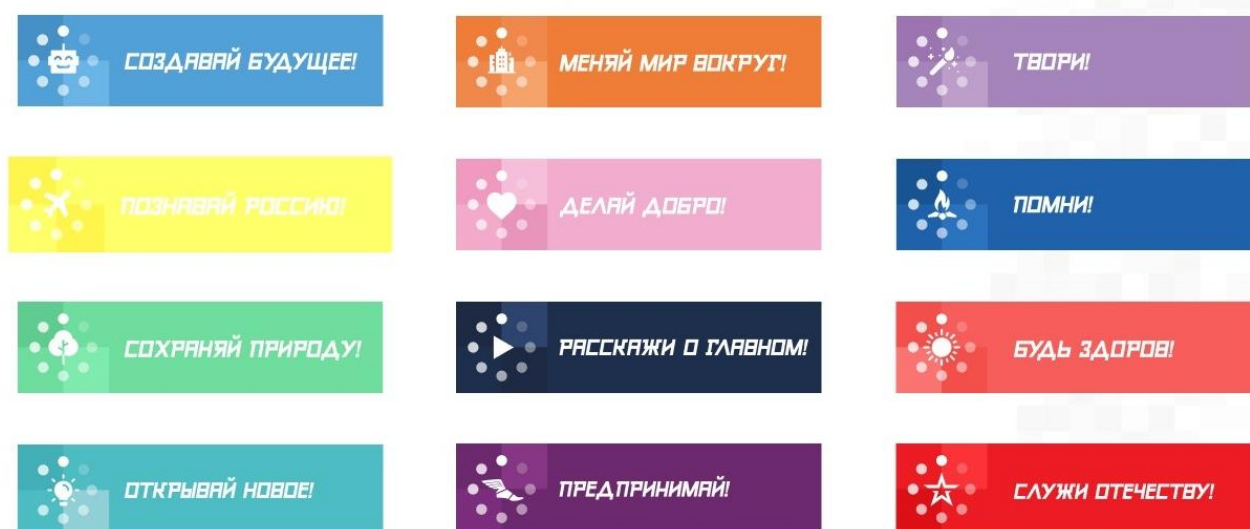 СОЗДАВАЙ БУДУЩЕЕ!
МЕНЯЙ МИР ВОКРУГ!
ТВОРИ!
ПОЗНАВАЙ РОССИЮ!
ДЕЛАЙ ДОБРО!
ПОМНИ!
СОХРАНЯЙ ПРИРОДУ!
РАССКАЖИ О ГЛАВНОМ!
БУДЬ ЗДОРОВ!
ОТКРЫВАЙ НОВОЕ!
ПРЕДПРИНИМАЙ!
СЛУЖИ ОТЕЧЕСТВУ!